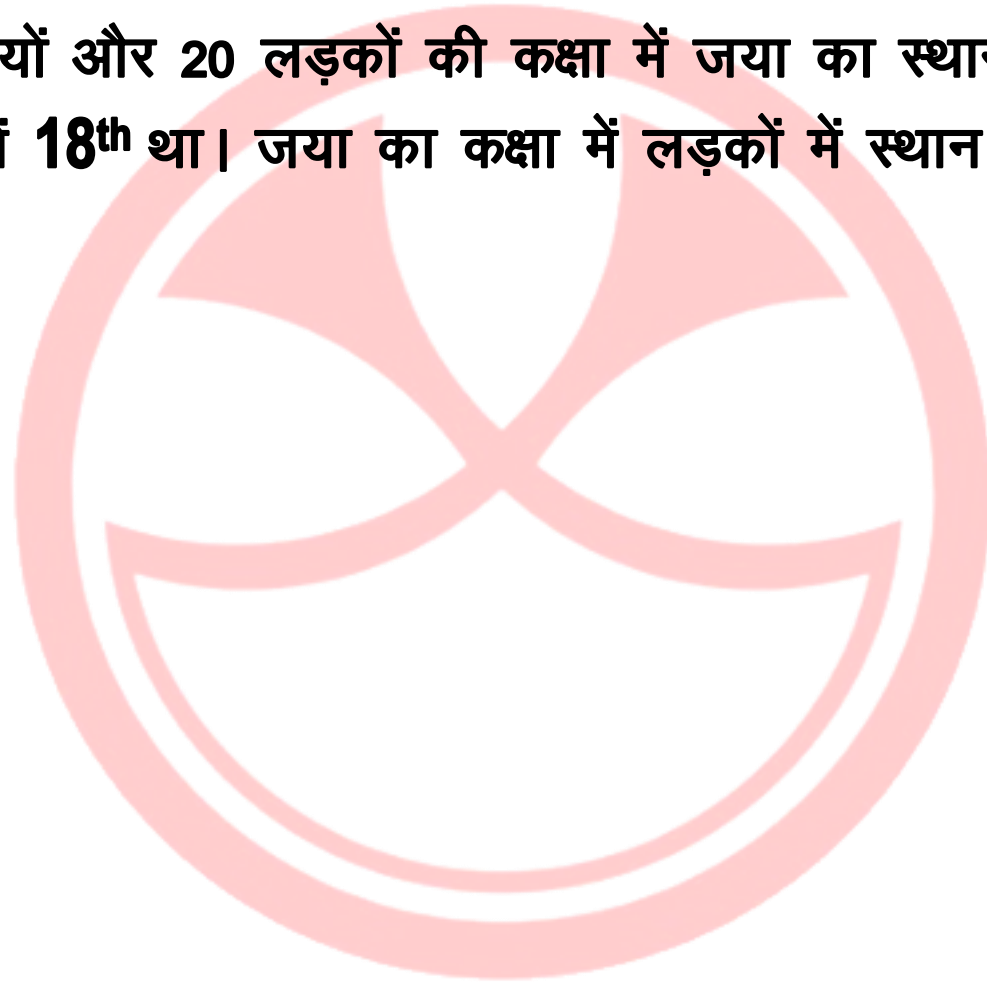 यों और 20 लड़कों की कक्षा में जया का स्थान
में 18th था। जया का कक्षा में लड़कों में स्थान